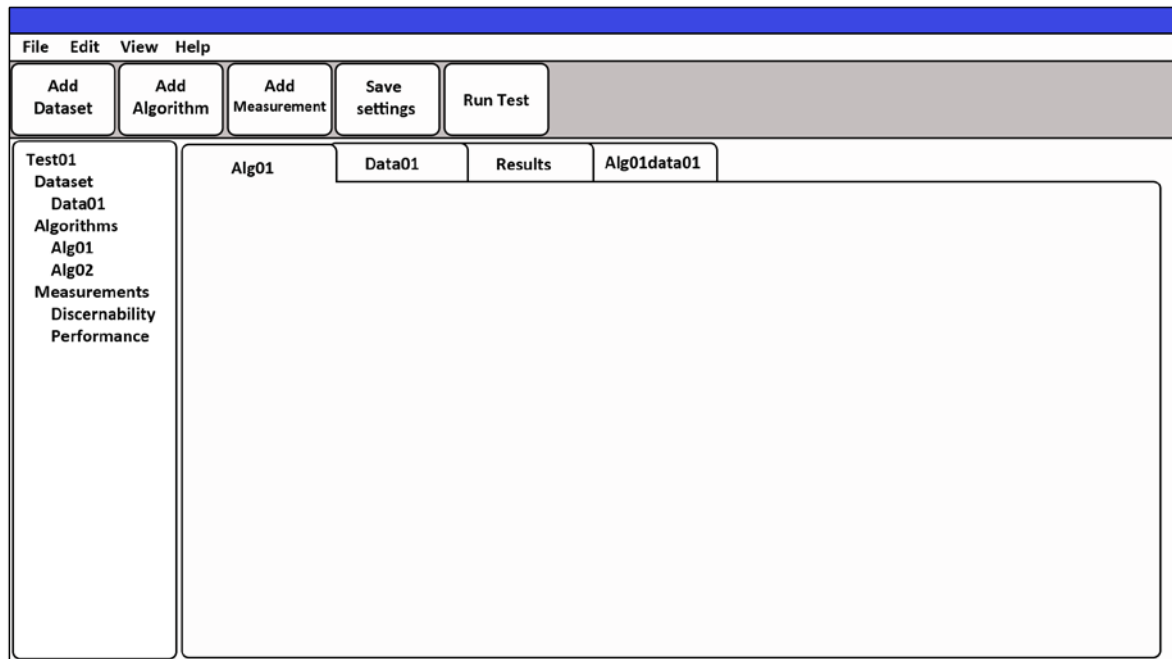 File Edit View Help
Add Dataset
Add Algorithm
Add Measurement
Save settings
Run Test
Test01
Dataset
Data01
Algorithms
Alg01
Alg02
Measurements
Discernability
Performance
Alg01 Data01 Results Alg01data01